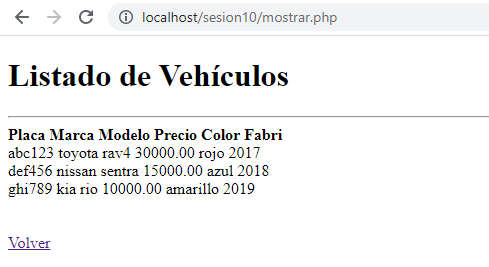 localhost/sesion10/mostrar.php
Listado de Vehículos
Placa Marca Modelo Precio Color Fabri
abc123 toyota rav4 30000.00 rojo 2017
def456 nissan sentra 15000.00 azul 2018
ghi789 kia rio 10000.00 amarillo 2019
Volver